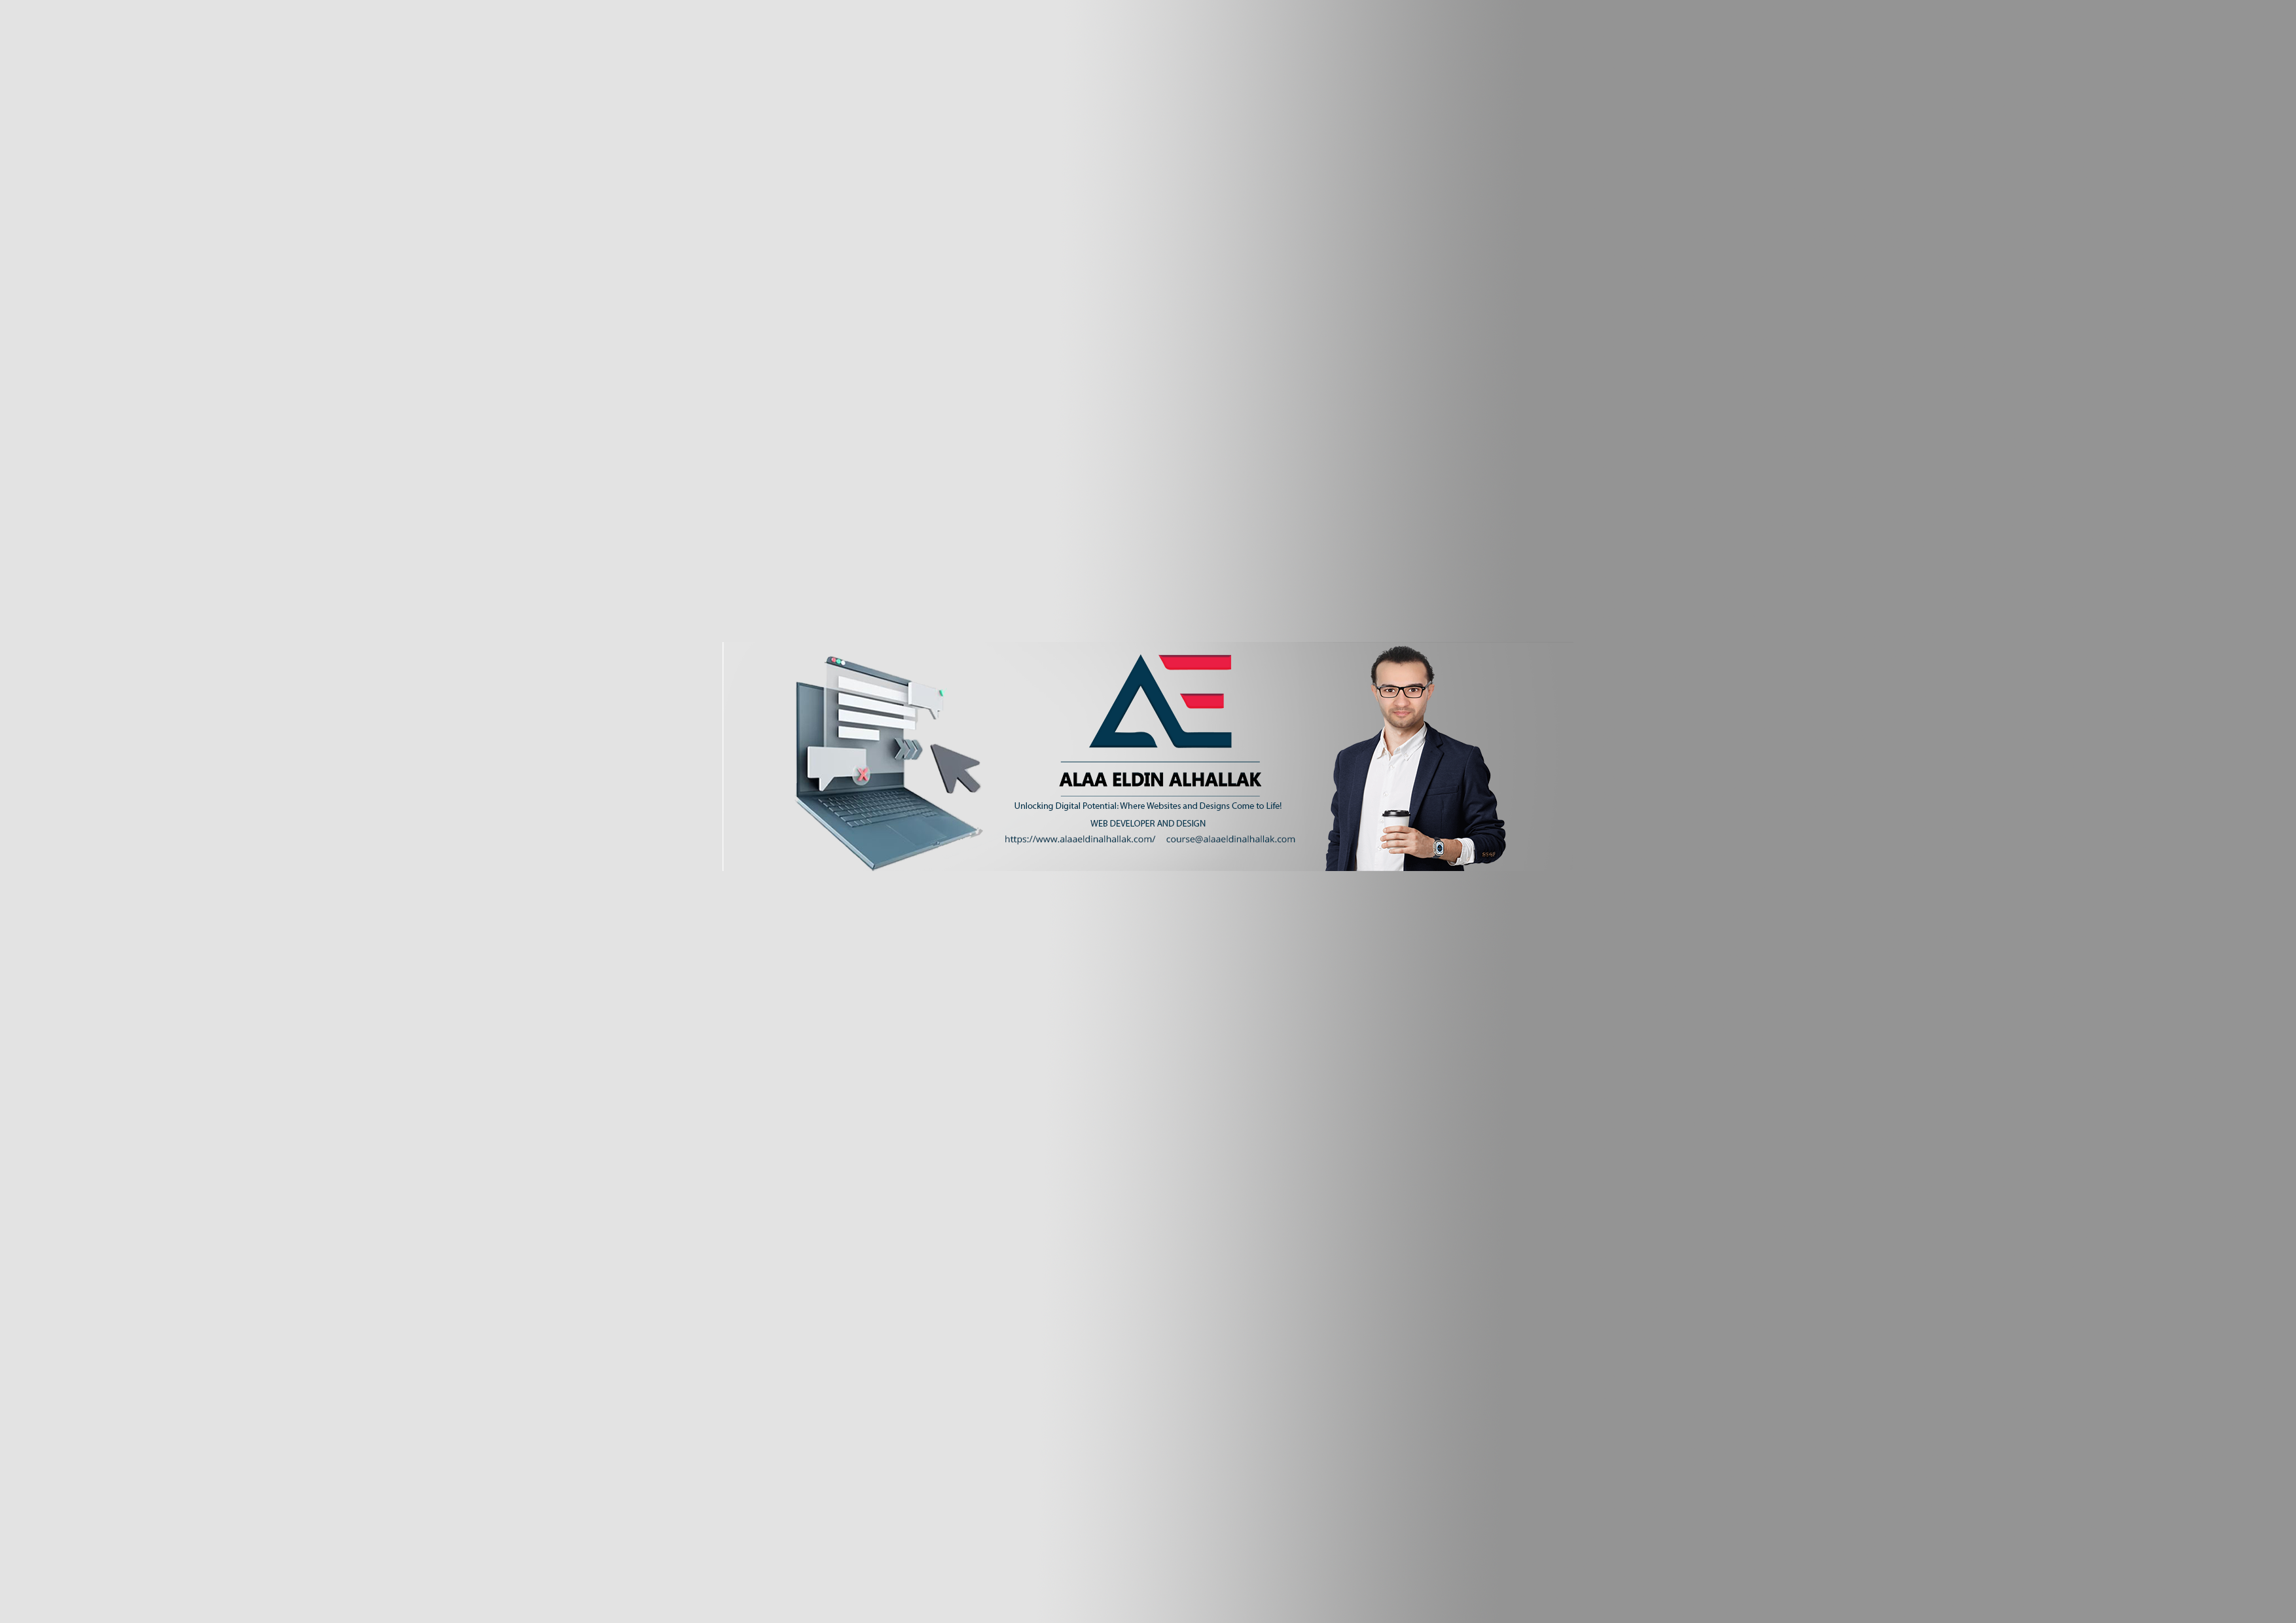 AE
ALAA ELDIN ALHALLAK
Unlocking Digital Potential: Where Websites and Designs Come to Life!
WEB DEVELOPER AND DESIGN
https://www.alaaeldinalhallak.com/ course@alaaeldinalhallak.com